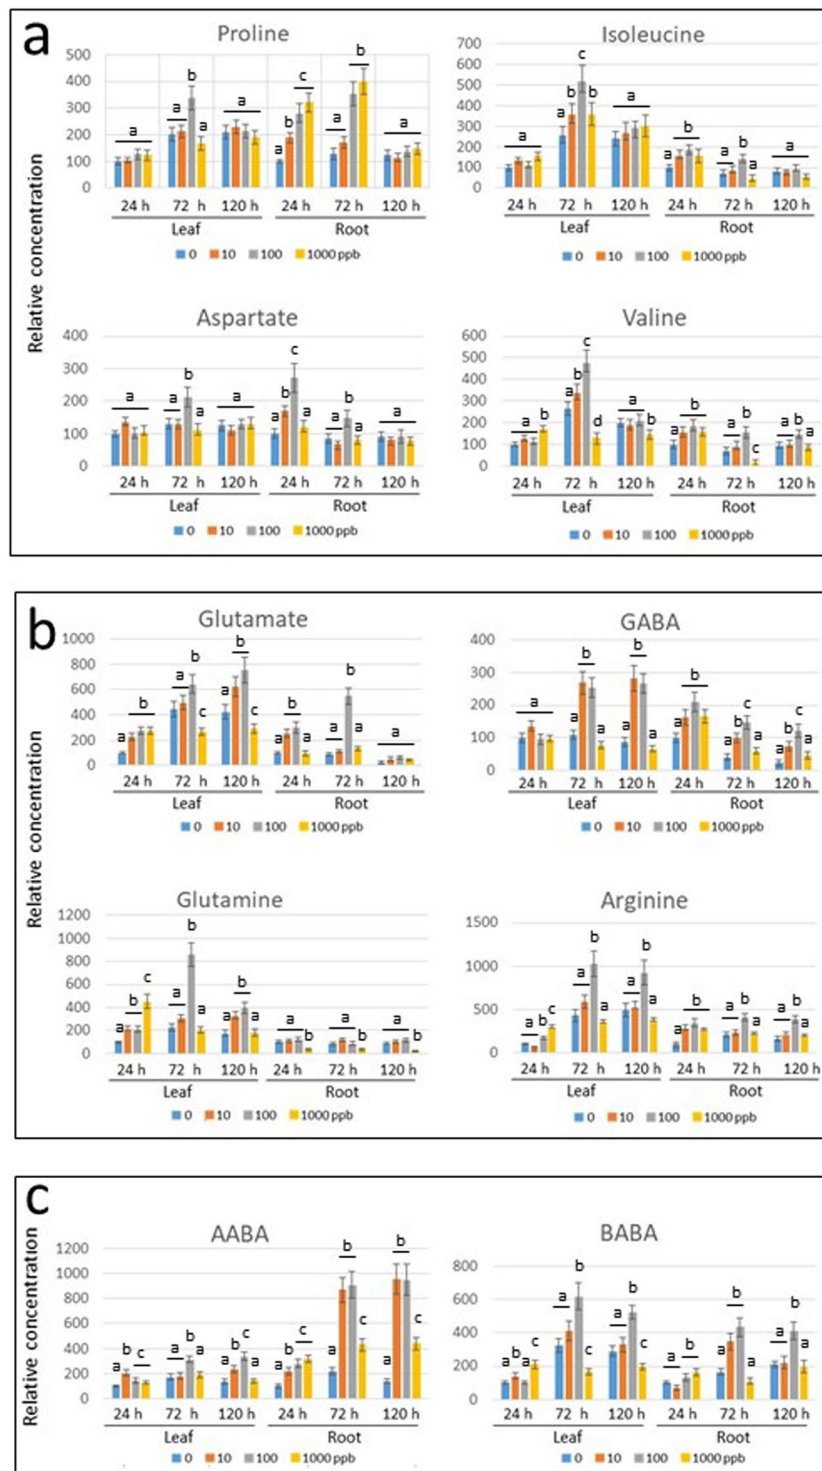 a
Relative concentration
Proline
500
400
300
200
100
0
a a b a a a b c a b a
24 h 72 h 120 h 24 h 72 h 120 h
Leaf Root
0 10 100 1000 ppb
Isoleucine
700
600
500
400
300
200
100
0
a a b c b a a b a b a a
24 h 72 h 120 h 24 h 72 h 120 h
Leaf Root
0 10 100 1000 ppb
Aspartate
400
300
200
100
0
a a b a a a b c a a b a a
24 h 72 h 120 h 24 h 72 h 120 h
Leaf Root
0 10 100 1000 ppb
Valine
600
500
400
300
200
100
0
a b a b c d a b a b a b c a b a
24 h 72 h 120 h 24 h 72 h 120 h
Leaf Root
0 10 100 1000 ppb
b
Relative concentration
Glutamate
1000
800
600
400
200
0
a b a b c a b c a b a a b a a
24 h 72 h 120 h 24 h 72 h 120 h
Leaf Root
0 10 100 1000 ppb
GABA
400
300
200
100
0
a a b a a b a a b a b c a a b c a
24 h 72 h 120 h 24 h 72 h 120 h
Leaf Root
0 10 100 1000 ppb
Relative concentration
Glutamine
1200
1000
800
600
400
200
0
a b c a b a a b a a b a b a b
24 h 72 h 120 h 24 h 72 h 120 h
Leaf Root
0 10 100 1000 ppb
Arginine
1500
1000
500
0
a b c a b a a b a a b a b a a b a
24 h 72 h 120 h 24 h 72 h 120 h
Leaf Root
0 10 100 1000 ppb
c
Relative concentration
AABA
1200
1000
800
600
400
200
0
a b c a b a a b c a a b c a b c a b c
24 h 72 h 120 h 24 h 72 h 120 h
Leaf Root
0 10 100 1000 ppb
BABA
800
600
400
200
0
a b a c a b c a b c a b a b a a b a
24 h 72 h 120 h 24 h 72 h 120 h
Leaf Root
0 10 100 1000 ppb